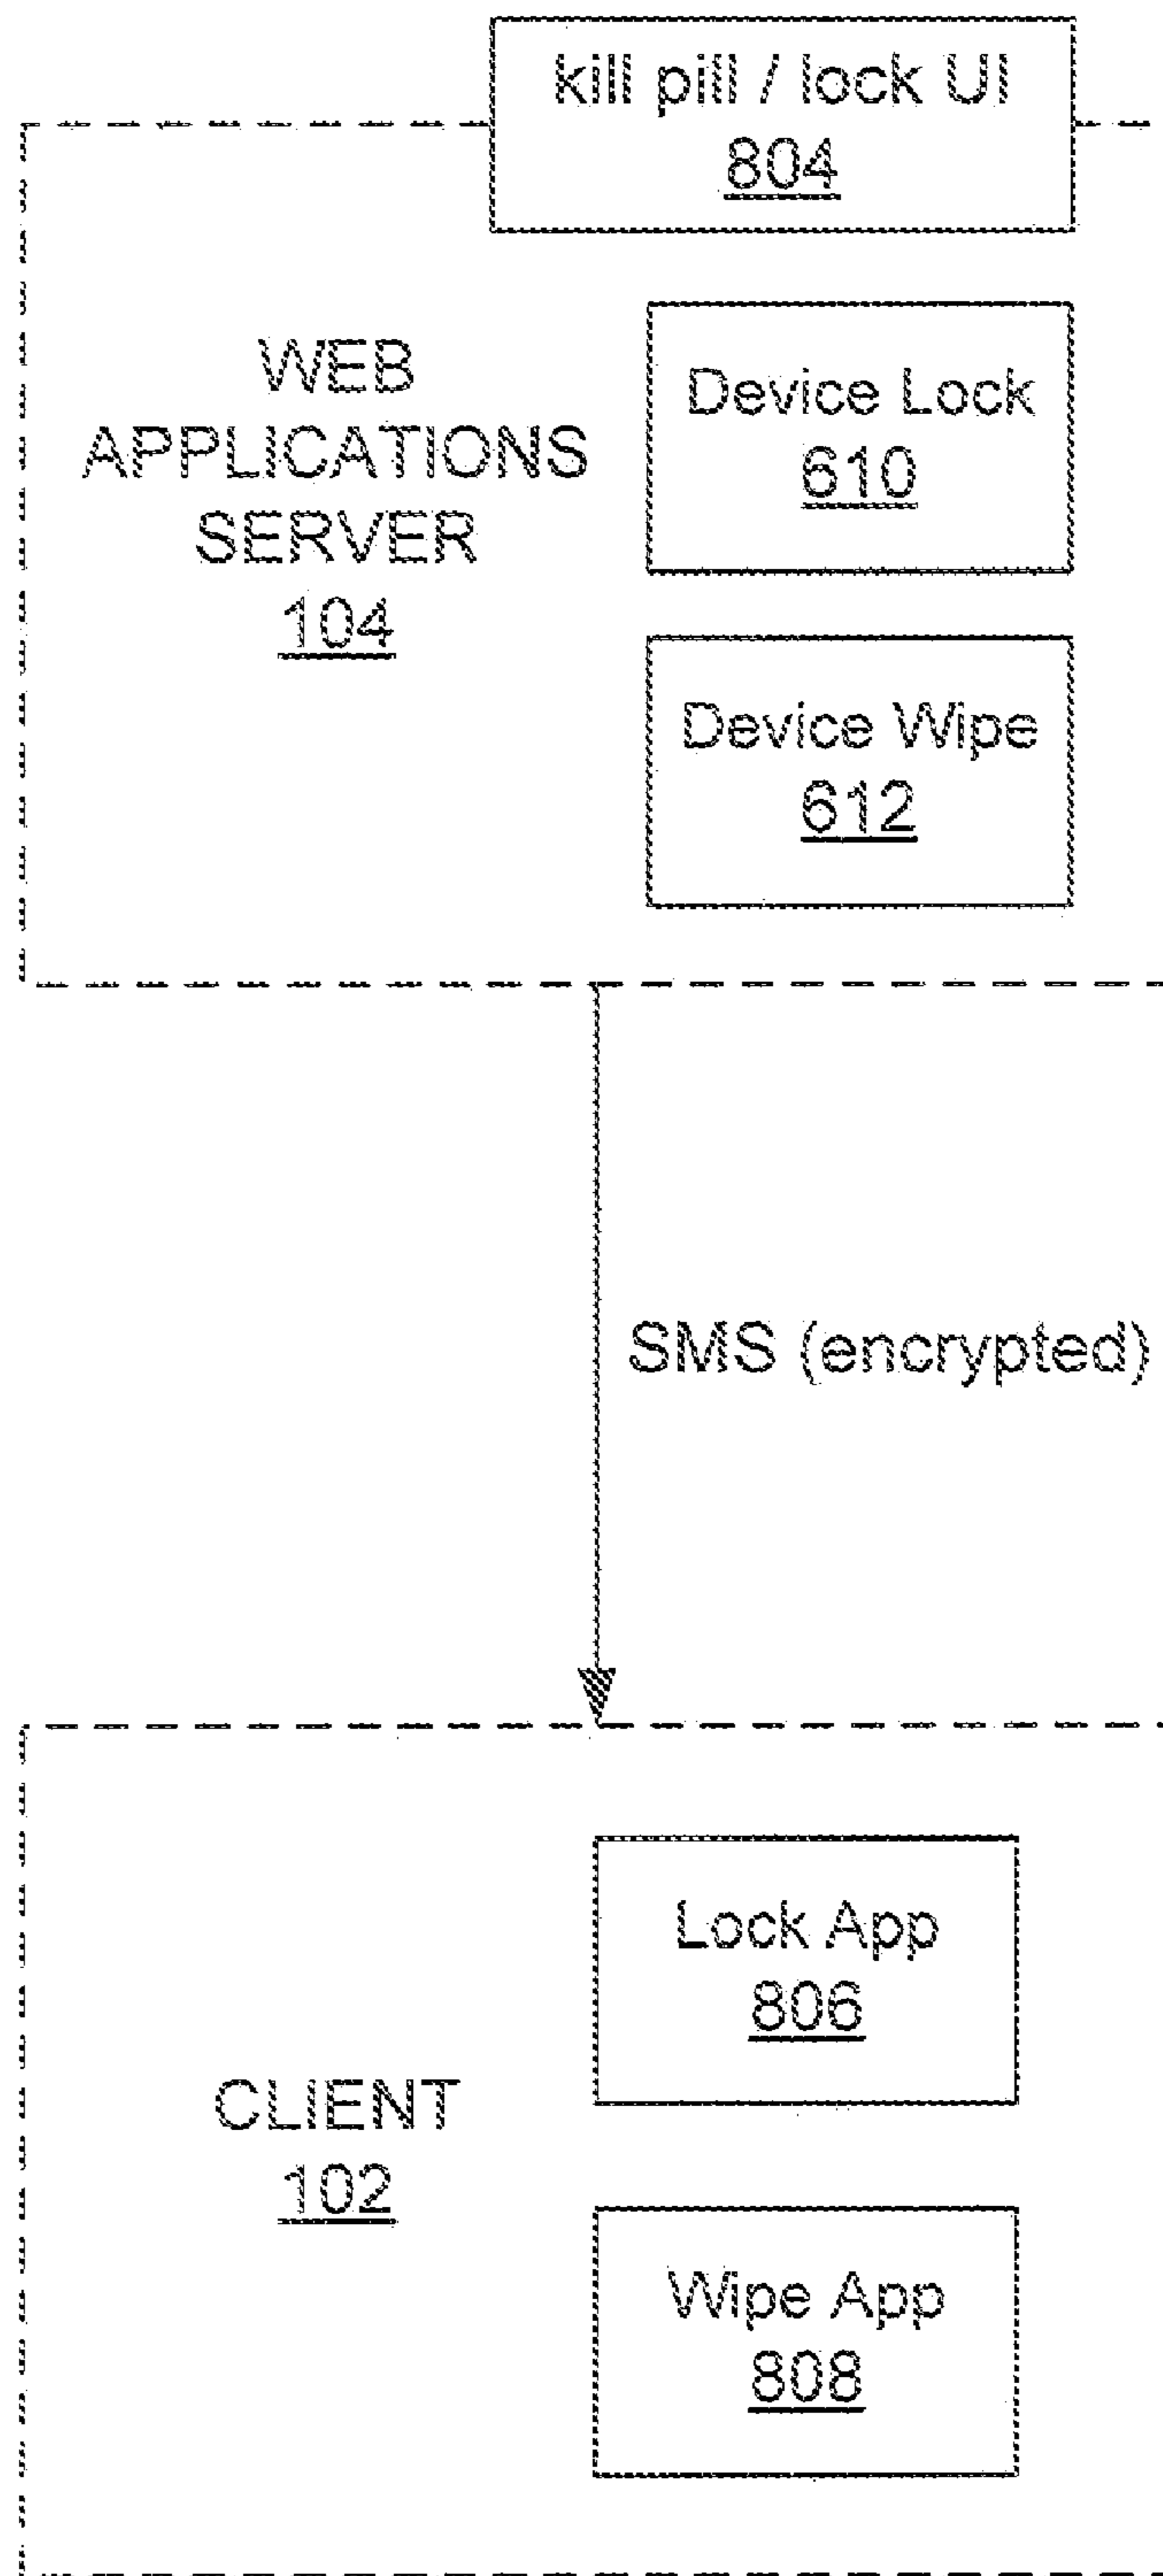 kill pill / lock UI
804
WEB
APPLICATIONS
SERVER
104
Device Lock
610
Device Wipe
612
SMS (encrypted)
Lock App
806
CLIENT
102
Wipe App
808